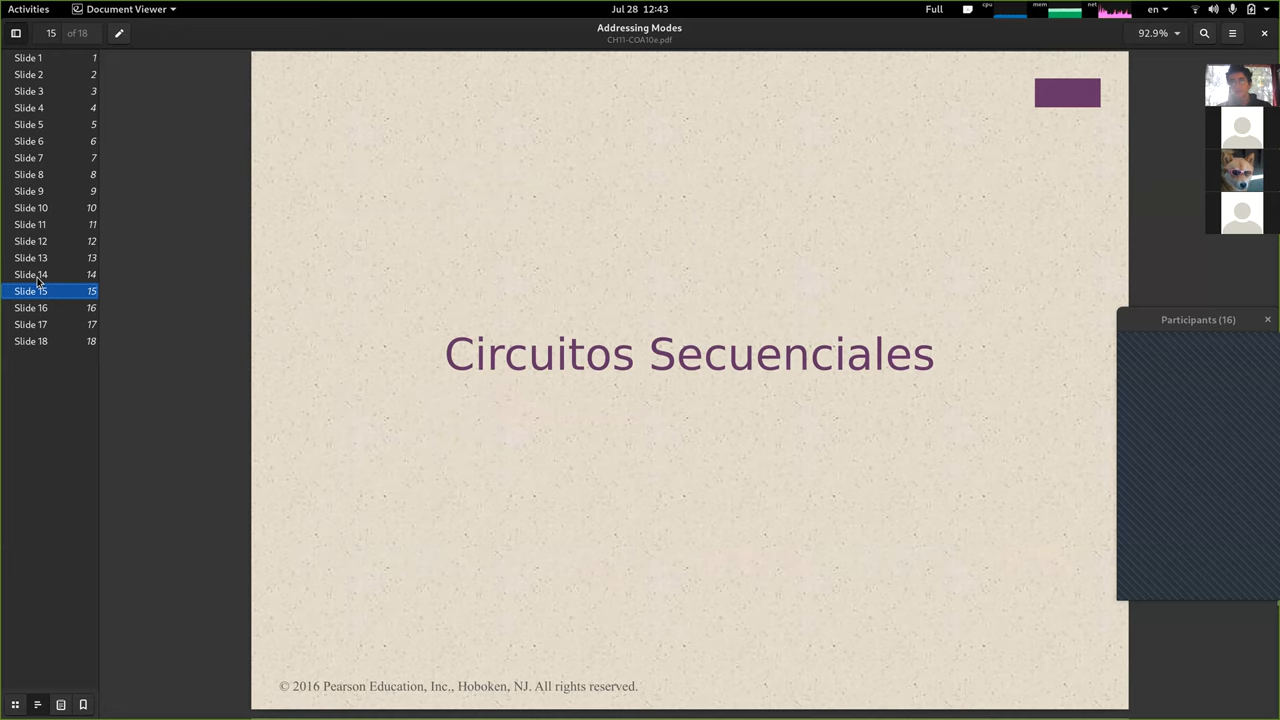 Activities
Document Viewer
Jul 28 12:43
Full
cpu
mem
net
en
15 of 18
Addressing Modes
CH11-COA10e.pdf
92.9%
Slide 1 1
Slide 2 2
Slide 3 3
Slide 4 4
Slide 5 5
Slide 6 6
Slide 7 7
Slide 8 8
Slide 9 9
Slide 10 10
Slide 11 11
Slide 12 12
Slide 13 13
Slide 14 14
Slide 15 15
Slide 16 16
Slide 17 17
Slide 18 18
Circuitos Secuenciales
© 2016 Pearson Education, Inc., Hoboken, NJ. All rights reserved.
Participants (16)